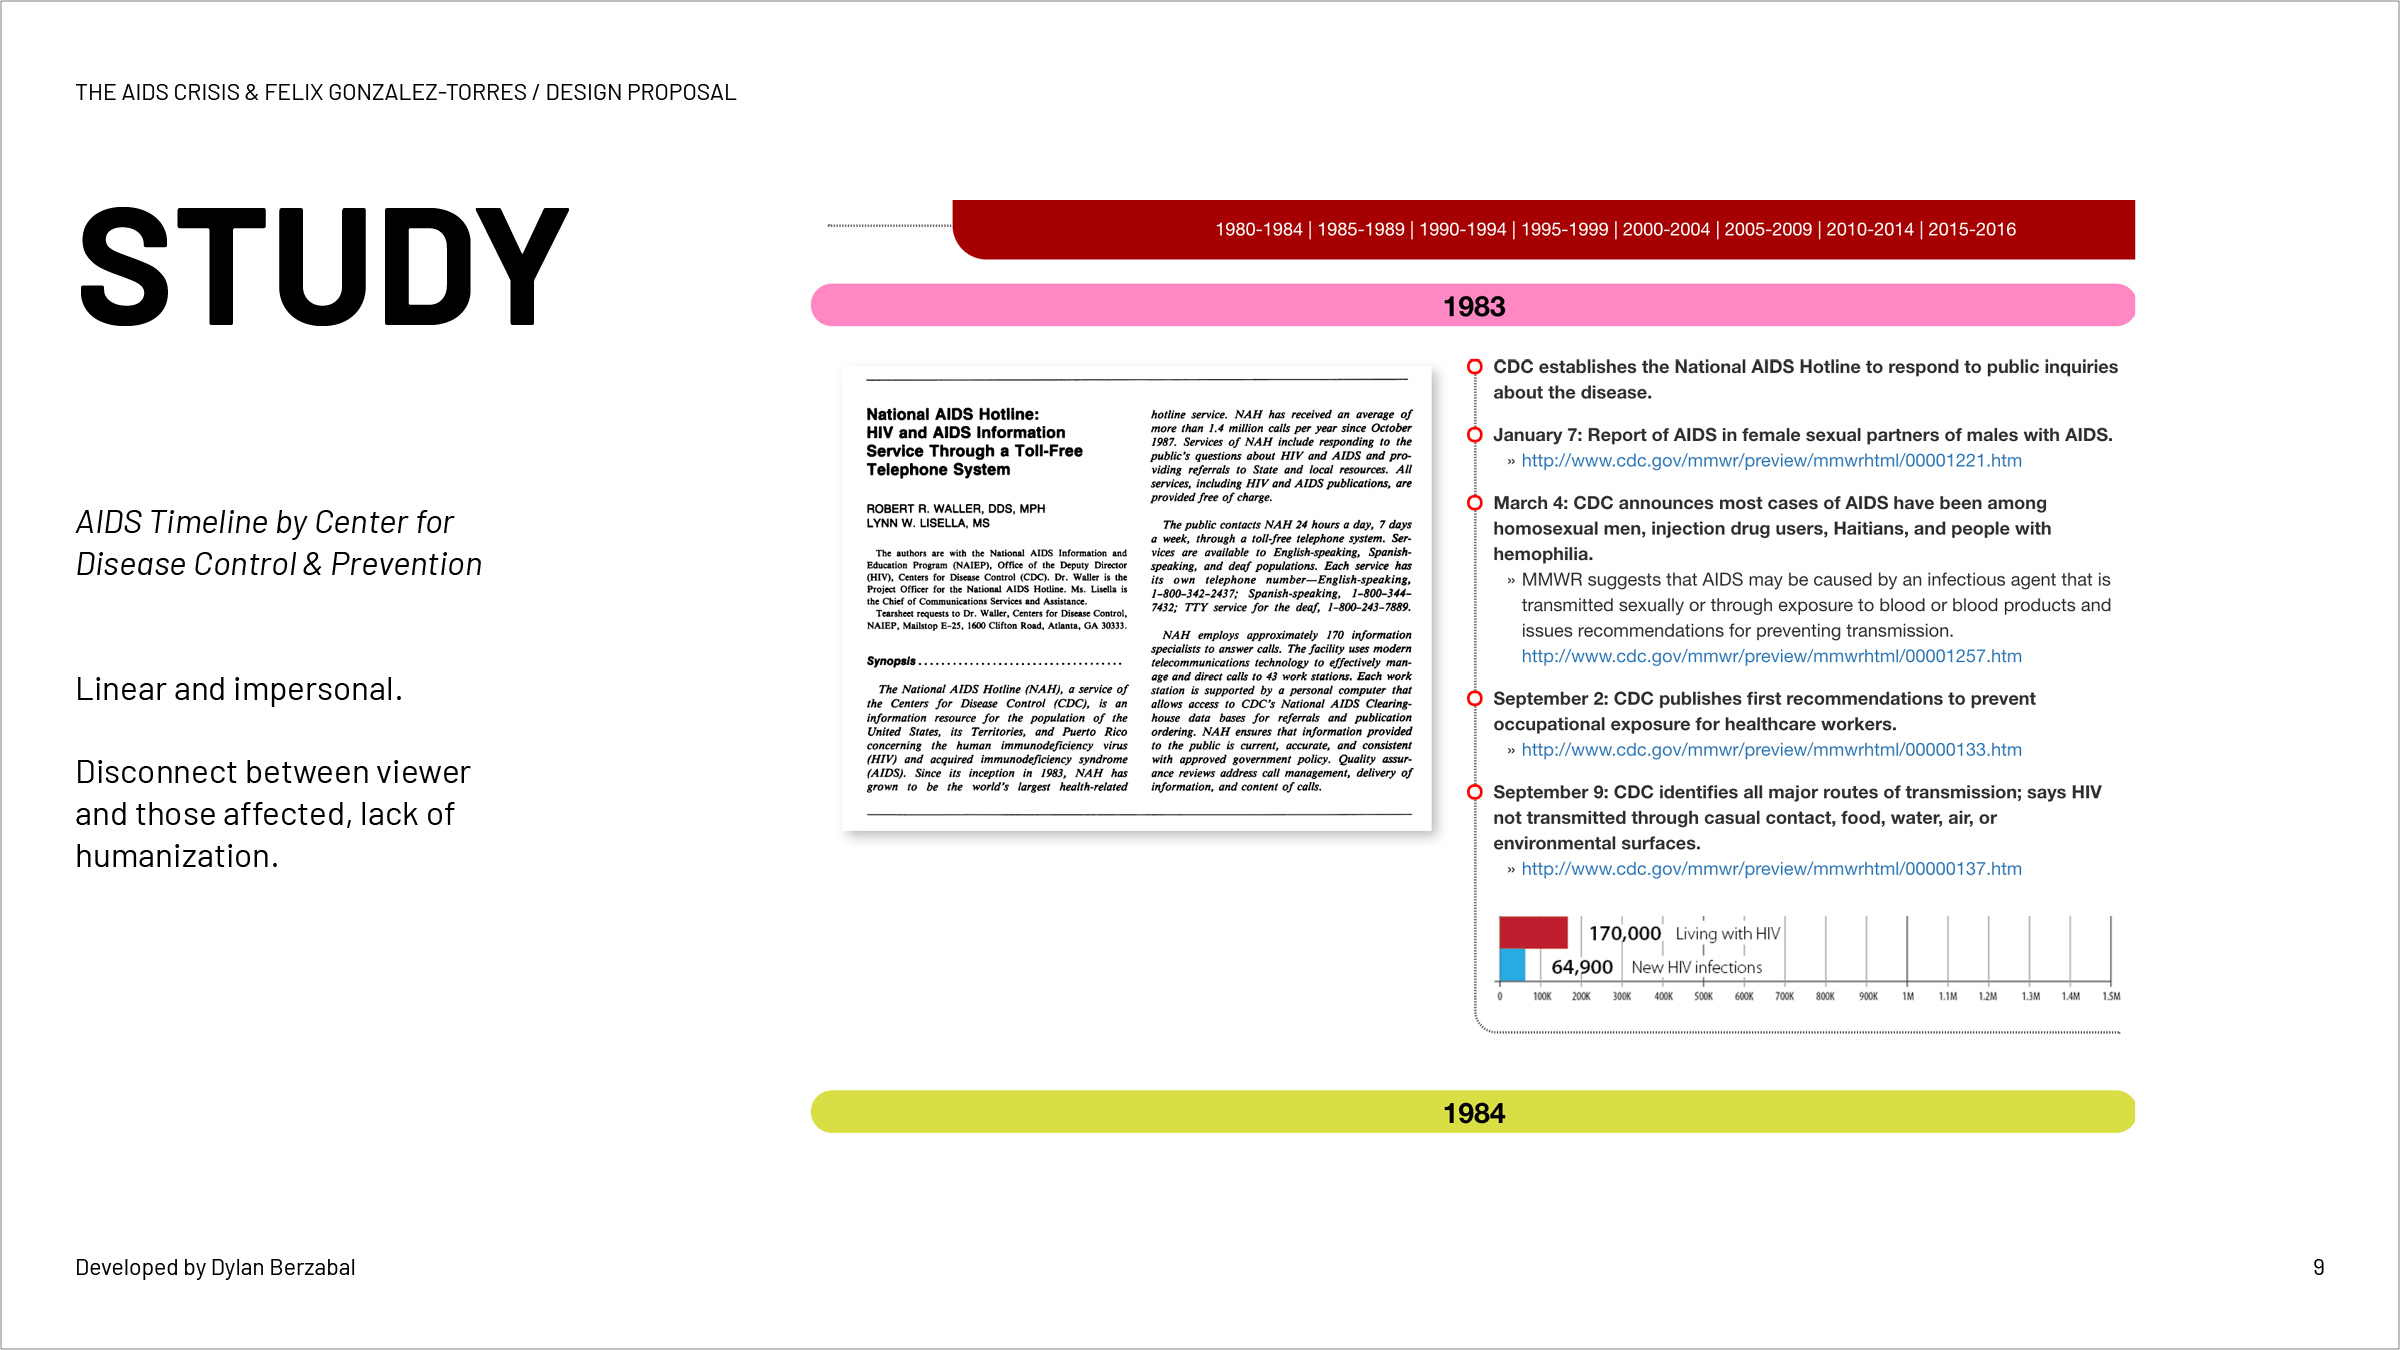 THE AIDS CRISIS & FELIX GONZALEZ-TORRES / DESIGN PROPOSAL
STUDY
AIDS Timeline by Center for
Disease Control & Prevention
Linear and impersonal.
Disconnect between viewer
and those affected, lack of
humanization.
1980-1984 | 1985-1989 | 1990-1994 | 1995-1999 | 2000-2004 | 2005-2009 | 2010-2014 | 2015-2016
1983
National AIDS Hotline:
HIV and AIDS Information
Service Through a Toll-Free
Telephone System
ROBERT R. WALLER, DDS, MPH
LYNN W. LISELLA, MS
The authors are with the National AIDS Information and
Education Program (NAIEP), Office of the Deputy Director
(HIV), Centers for Disease Control (CDC). Dr. Waller is the
Project Officer for the National AIDS Hotline. Ms. Lisella is
the Chief of Communications Services and Assistance.
Tearsheet requests to Dr. Waller, Centers for Disease Control,
NAIEP, Mailstop E-25, 1600 Clifton Road, Atlanta, GA 30333.
Synopsis....................................
The National AIDS Hotline (NAH), a service of
the Centers for Disease Control (CDC), is an
information resource for the population of the
United States, its Territories, and Puerto Rico
concerning the human immunodeficiency virus
(HIV) and acquired immunodeficiency syndrome
(AIDS). Since its inception in 1983, NAH has
grown to be the world's largest health-related
hotline service. NAH has received an average of
more than 1.4 million calls per year since October
1987. Services of NAH include responding to the
public's questions about HIV and AIDS and pro-
viding referrals to State and local resources. All
services, including HIV and AIDS publications, are
provided free of charge.
The public contacts NAH 24 hours a day, 7 days
a week, through a toll-free telephone system. Ser-
vices are available to English-speaking, Spanish-
speaking, and deaf populations. Each service has
its own telephone number—English-speaking,
1-800-342-2437; Spanish-speaking, 1-800-344-
7432; TTY service for the deaf, 1-800-243-7889.
NAH employs approximately 170 information
specialists to answer calls. The facility uses modern
telecommunications technology to effectively man-
age and direct calls to 43 work stations. Each work
station is supported by a personal computer that
allows access to CDC's National AIDS Clearing-
house data bases for referrals and publication
ordering. NAH ensures that information provided
to the public is current, accurate, and consistent
with approved government policy. Quality assur-
ance reviews address call management, delivery of
information, and content of calls.
CDC establishes the National AIDS Hotline to respond to public inquiries
about the disease.
January 7: Report of AIDS in female sexual partners of males with AIDS.
» http://www.cdc.gov/mmwr/preview/mmwrhtml/00001221.htm
March 4: CDC announces most cases of AIDS have been among
homosexual men, injection drug users, Haitians, and people with
hemophilia.
» MMWR suggests that AIDS may be caused by an infectious agent that is
transmitted sexually or through exposure to blood or blood products and
issues recommendations for preventing transmission.
http://www.cdc.gov/mmwr/preview/mmwrhtml/00001257.htm
September 2: CDC publishes first recommendations to prevent
occupational exposure for healthcare workers.
» http://www.cdc.gov/mmwr/preview/mmwrhtml/00000133.htm
September 9: CDC identifies all major routes of transmission; says HIV
not transmitted through casual contact, food, water, air, or
environmental surfaces.
» http://www.cdc.gov/mmwr/preview/mmwrhtml/00000137.htm
170,000 Living with HIV
64,900 New HIV infections
0 100K 200K 300K 400K 500K 600K 700K 800K 900K 1M 1.1M 1.2M 1.3M 1.4M 1.5M
1984
Developed by Dylan Berzabal
9